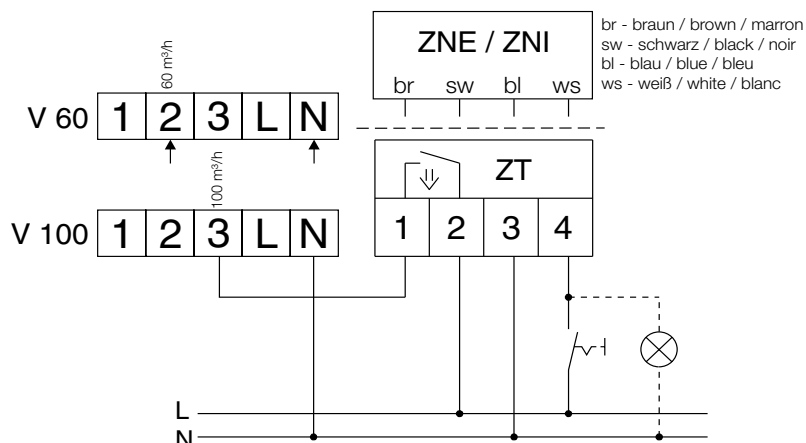 ZNE / ZNI
br sw bl ws
br - braun / brown / marron
sw - schwarz / black / noir
bl - blau / blue / bleu
ws - weiß / white / blanc
60 m³/h
V 60 1 2 3 L N
ZT
1 2 3 4
100 m³/h
V 100 1 2 3 L N
L
N